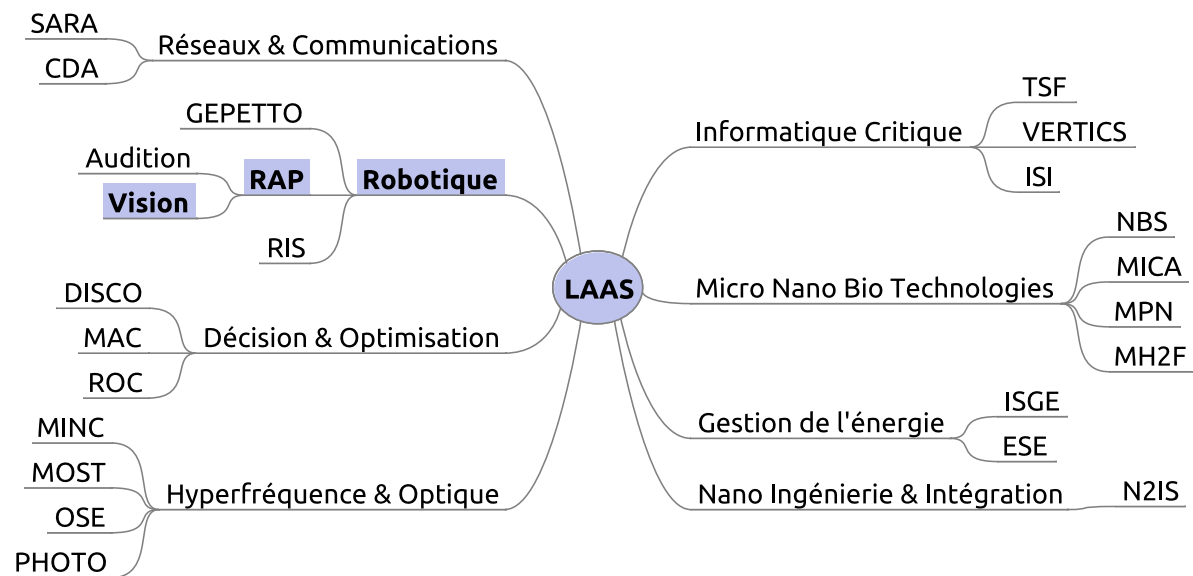 SARA
CDA
Réseaux & Communications
GEPETTO
Audition
Vision
RAP
Robotique
RIS
DISCO
MAC
ROC
Décision & Optimisation
MINC
MOST
OSE
PHOTO
Hyperfréquence & Optique
LAAS
Informatique Critique
TSF
VERTICS
ISI
Micro Nano Bio Technologies
NBS
MICA
MPN
MH2F
Gestion de l'énergie
ISGE
ESE
Nano Ingénierie & Intégration
N2IS